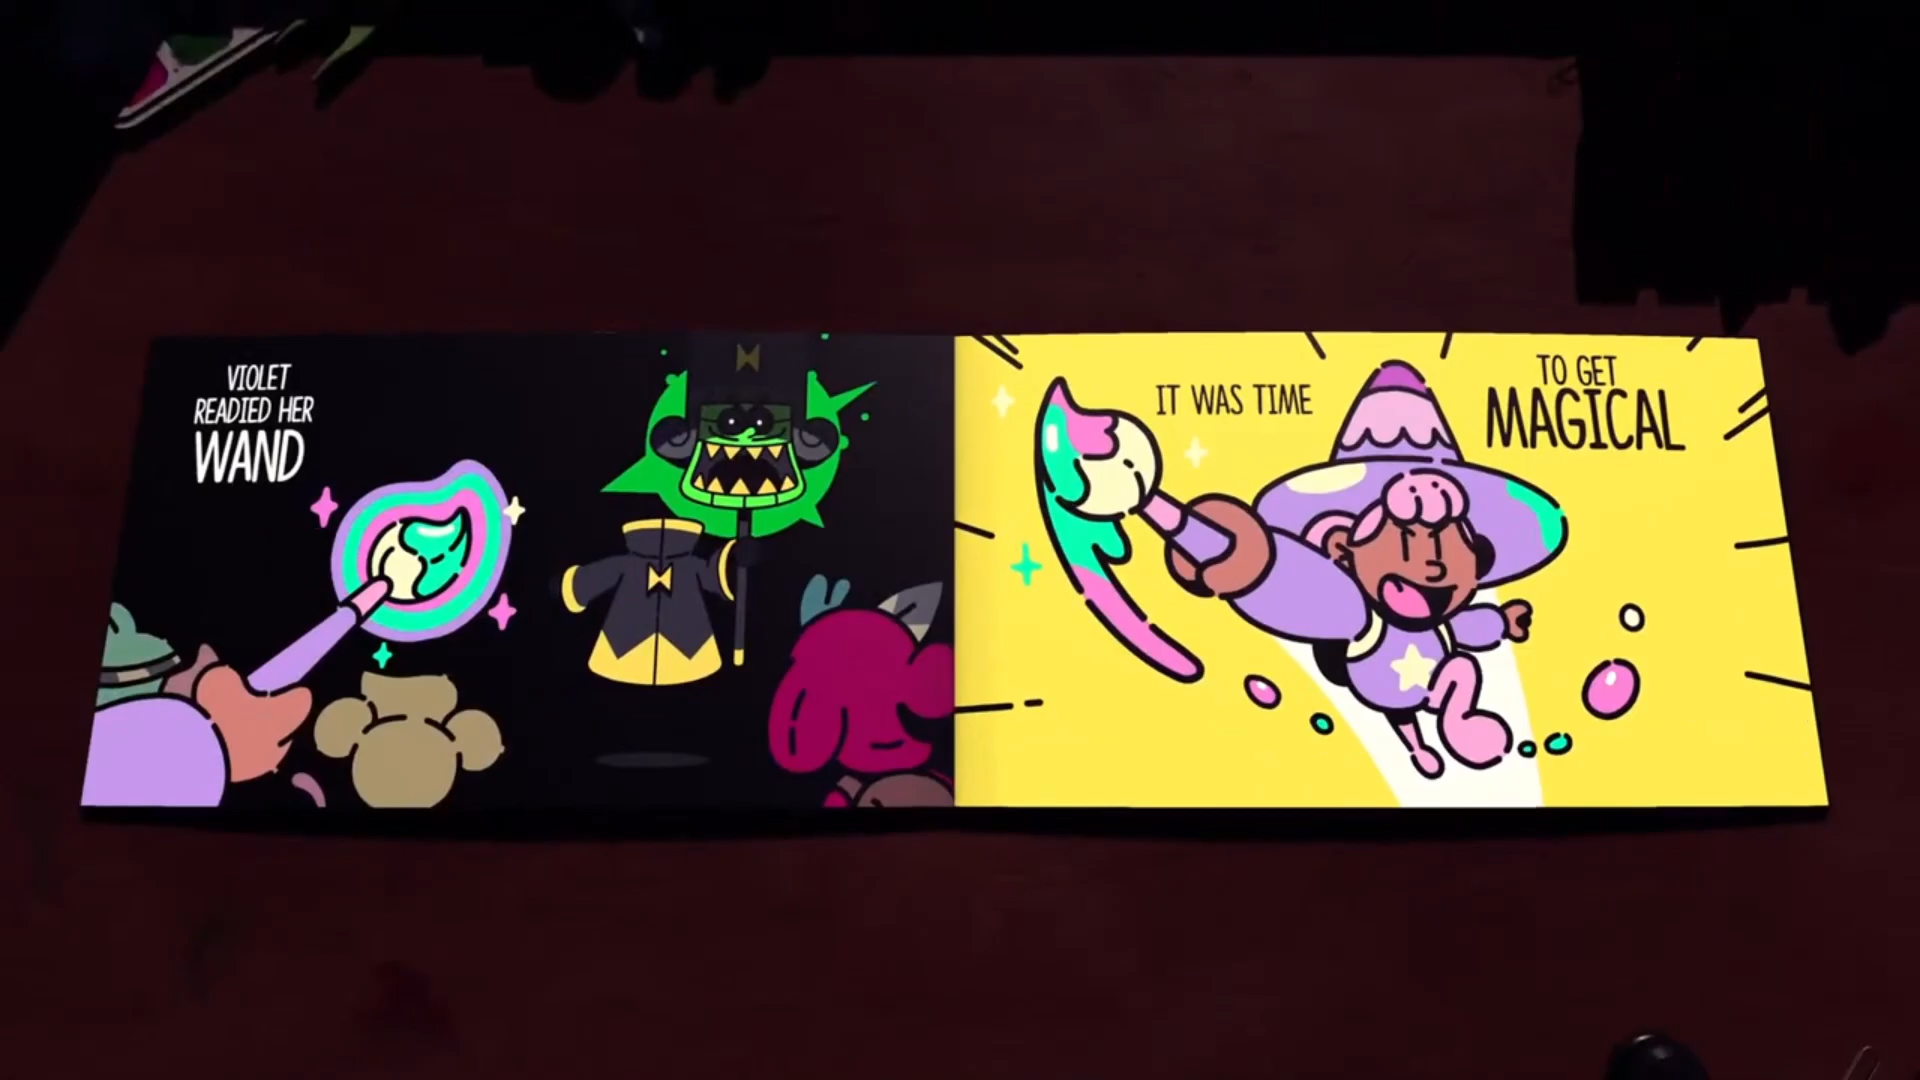 VIOLET
READIED HER
WAND
IT WAS TIME
TO GET
MAGICAL